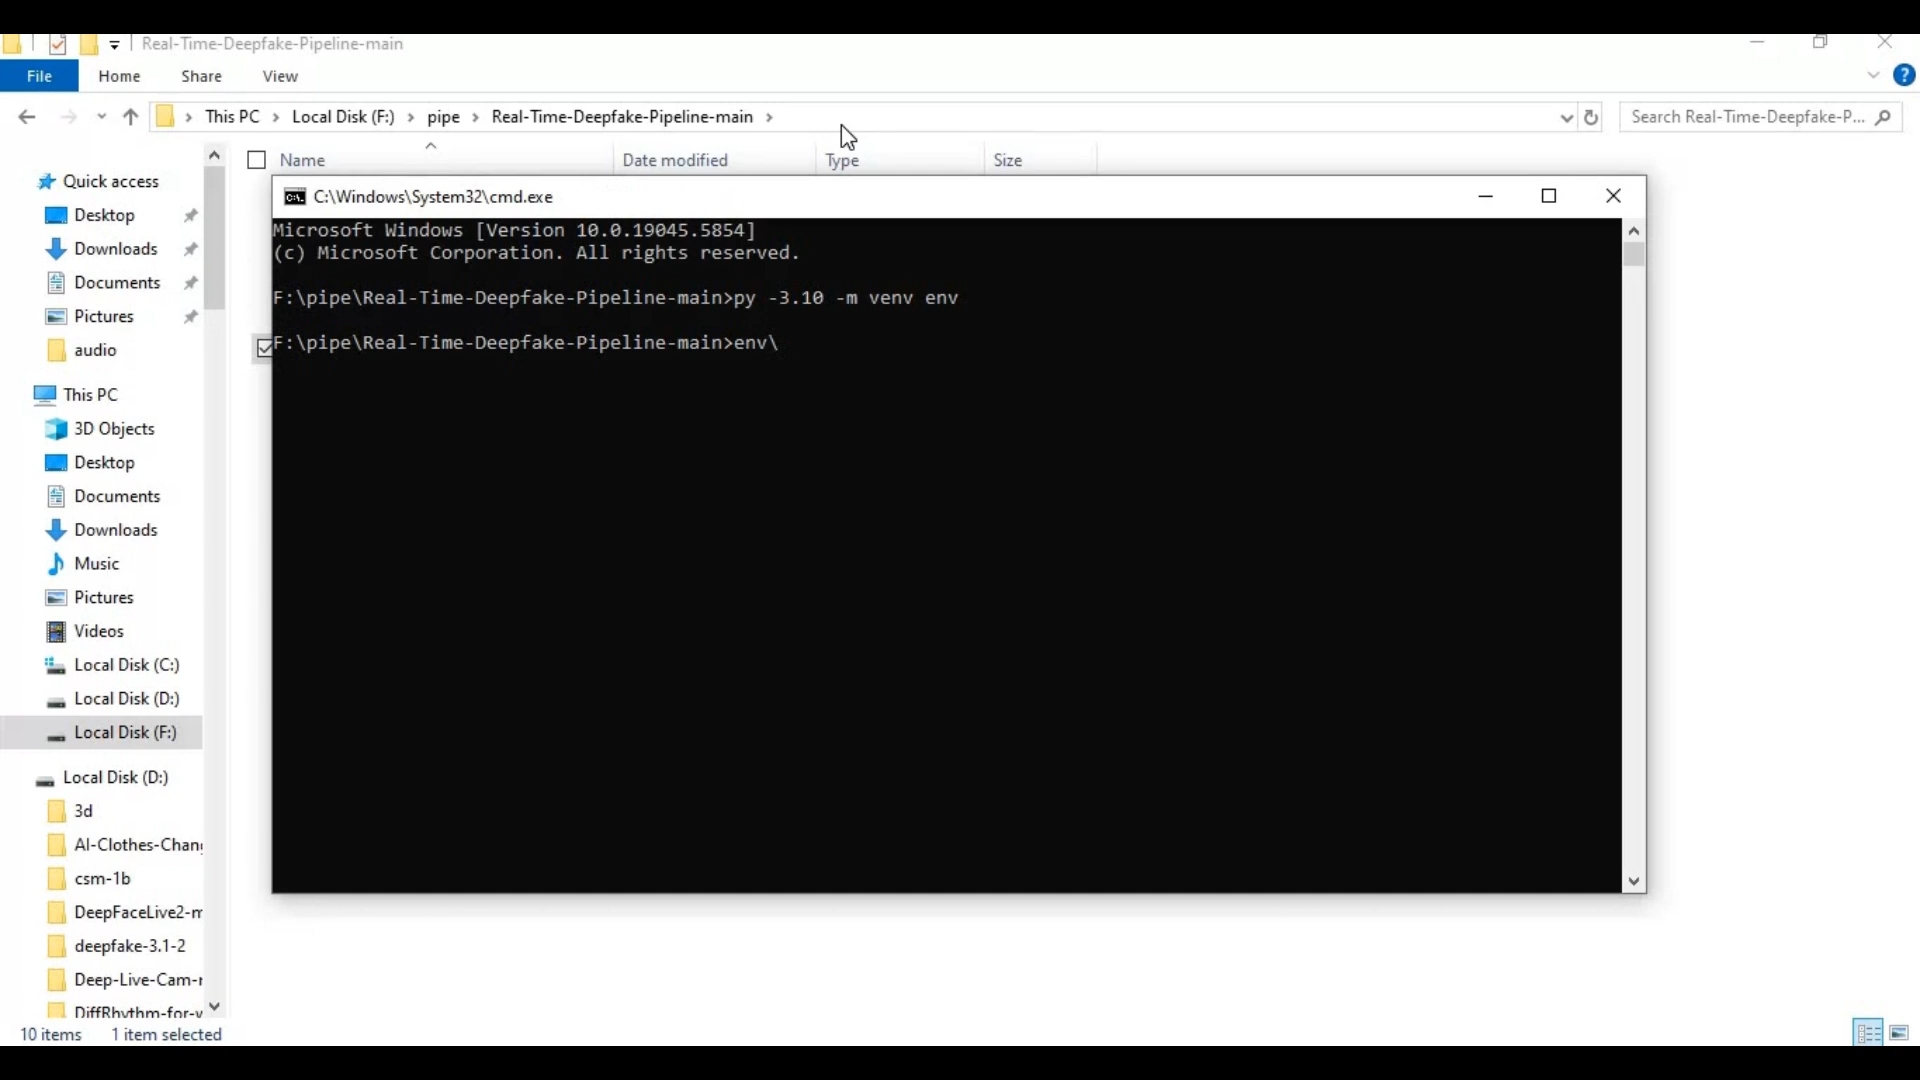 Real-Time-Deepfake-Pipeline-main
File Home Share View
This PC > Local Disk (F:) > pipe > Real-Time-Deepfake-Pipeline-main >
Search Real-Time-Deepfake-P...
Name Date modified Type Size
Quick access
Desktop
Downloads
Documents
Pictures
audio
This PC
3D Objects
Desktop
Documents
Downloads
Music
Pictures
Videos
Local Disk (C:)
Local Disk (D:)
Local Disk (F:)
Local Disk (D:)
3d
AI-Clothes-Chang
csm-1b
DeepFaceLive2-m
deepfake-3.1-2
Deep-Live-Cam-r
DiffRhythm-for-w
10 items 1 item selected
C:\Windows\System32\cmd.exe
Microsoft Windows [Version 10.0.19045.5854]
(c) Microsoft Corporation. All rights reserved.
F:\pipe\Real-Time-Deepfake-Pipeline-main>py -3.10 -m venv env
F:\pipe\Real-Time-Deepfake-Pipeline-main>env\